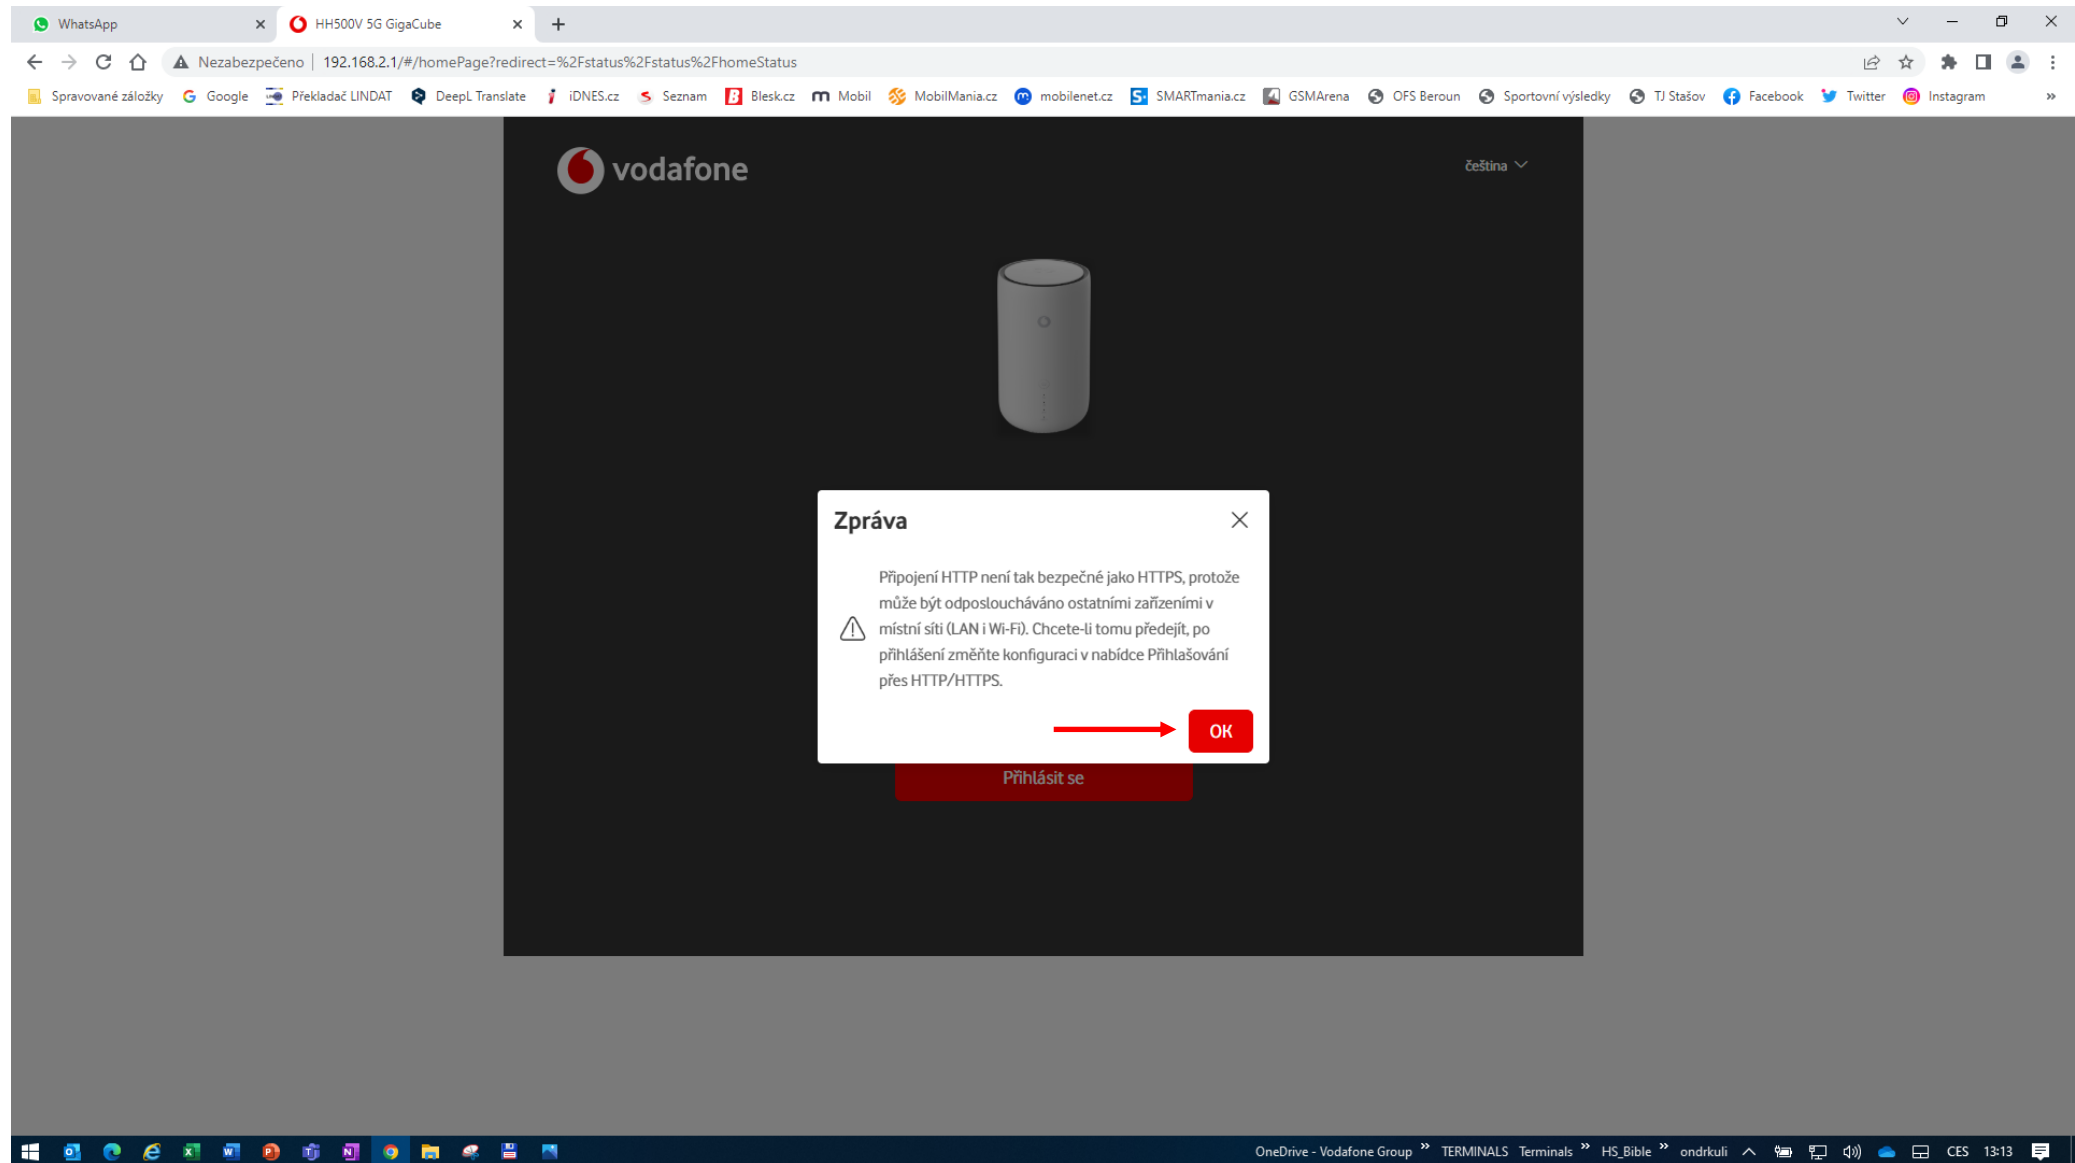 WhatsApp
HH500V 5G GigaCube
Nezabezpečeno 192.168.2.1/#/homePage?redirect=%2Fstatus%2Fstatus%2FhomeStatus
Spravované záložky Google Překladač LINDAT DeepL Translate iDNES.cz Seznam Blesk.cz Mobil MobilMania.cz mobilenet.cz SMARTmania.cz GSMArena OFS Beroun Sportovní výsledky TJ Stašov Facebook Twitter Instagram »
vodafone
čeština
Zpráva
Připojení HTTP není tak bezpečné jako HTTPS, protože
může být odposloucháváno ostatními zařízeními v
místní síti (LAN i Wi-Fi). Chcete-li tomu předejít, po
přihlášení změňte konfiguraci v nabídce Přihlašování
přes HTTP/HTTPS.
OK
Přihlásit se
OneDrive - Vodafone Group » TERMINALS Terminals » HS_Bible » ondrkuli CES 13:13